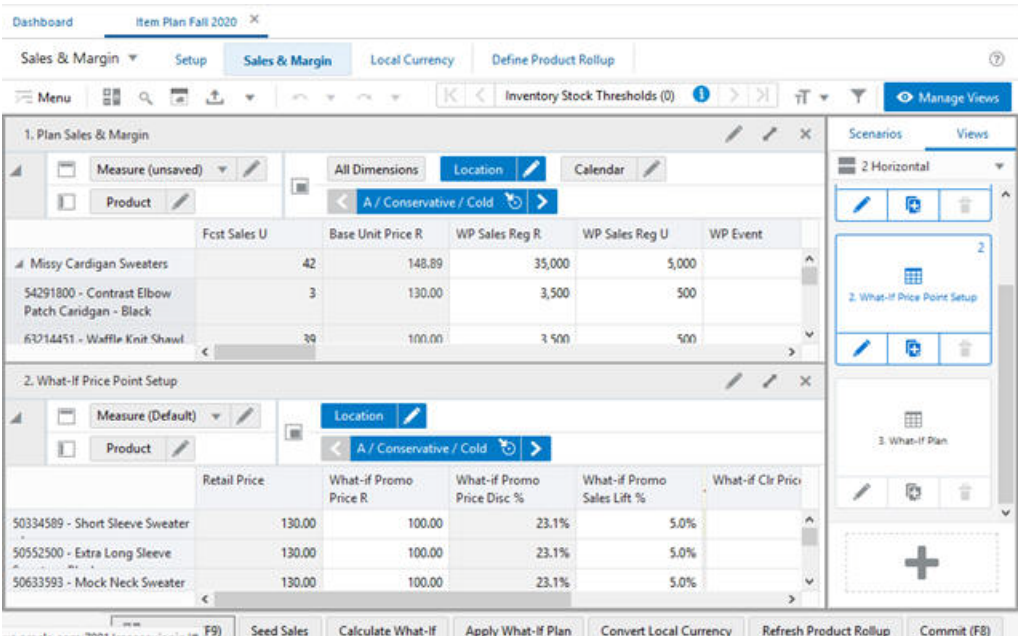 Dashboard Item Plan Fall 2020 ×
Sales & Margin Setup Sales & Margin Local Currency Define Product Rollup
Menu Inventory Stock Thresholds (0) Manage Views
1. Plan Sales & Margin
Scenarios Views
Measure (unsaved) All Dimensions Location Calendar
2 Horizontal
Product A / Conservative / Cold
Fcst Sales U Base Unit Price R WP Sales Reg R WP Sales Reg U WP Event
Missy Cardigan Sweaters 42 148.89 35,000 5,000
54291800 - Contrast Elbow
Patch Caridgan - Black 3 130.00 3,500 500
63214451 - Waffle Knit Shawl 39 100.00 3,500 500
2
2. What-If Price Point Setup
2. What-If Price Point Setup
Measure (Default) Location
Product A / Conservative / Cold
3. What-If Plan
Retail Price What-if Promo
Price R What-if Promo
Price Disc % What-if Promo
Sales Lift % What-if Clr Pric
50334589 - Short Sleeve Sweater 130.00 100.00 23.1% 5.0%
50552500 - Extra Long Sleeve 130.00 100.00 23.1% 5.0%
50633593 - Mock Neck Sweater 130.00 100.00 23.1% 5.0%
F9) Seed Sales Calculate What-If Apply What-If Plan Convert Local Currency Refresh Product Rollup Commit (F8)